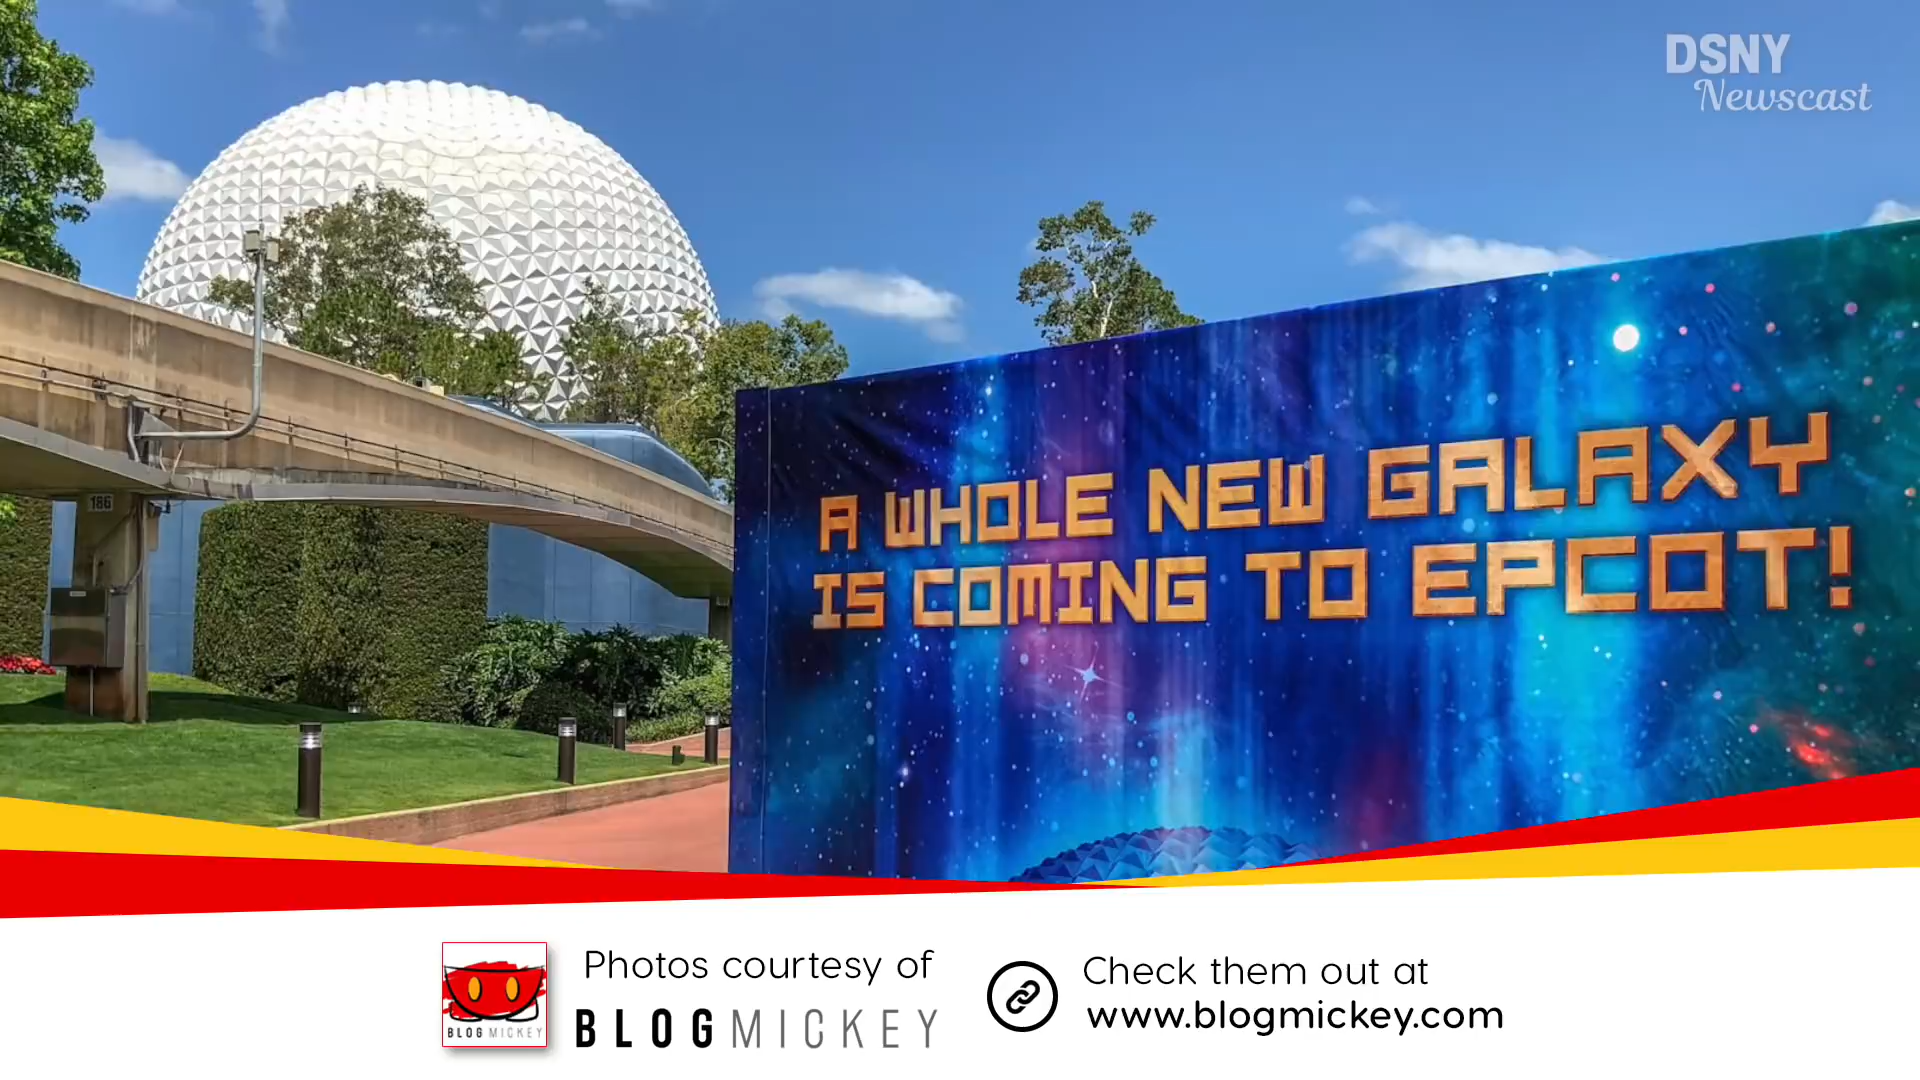 DSNY
Newscast
186
A WHOLE NEW GALAXY
IS COMING TO EPCOT!
Photos courtesy of
BLOGMICKEY
BLOG MICKEY
Check them out at
www.blogmickey.com